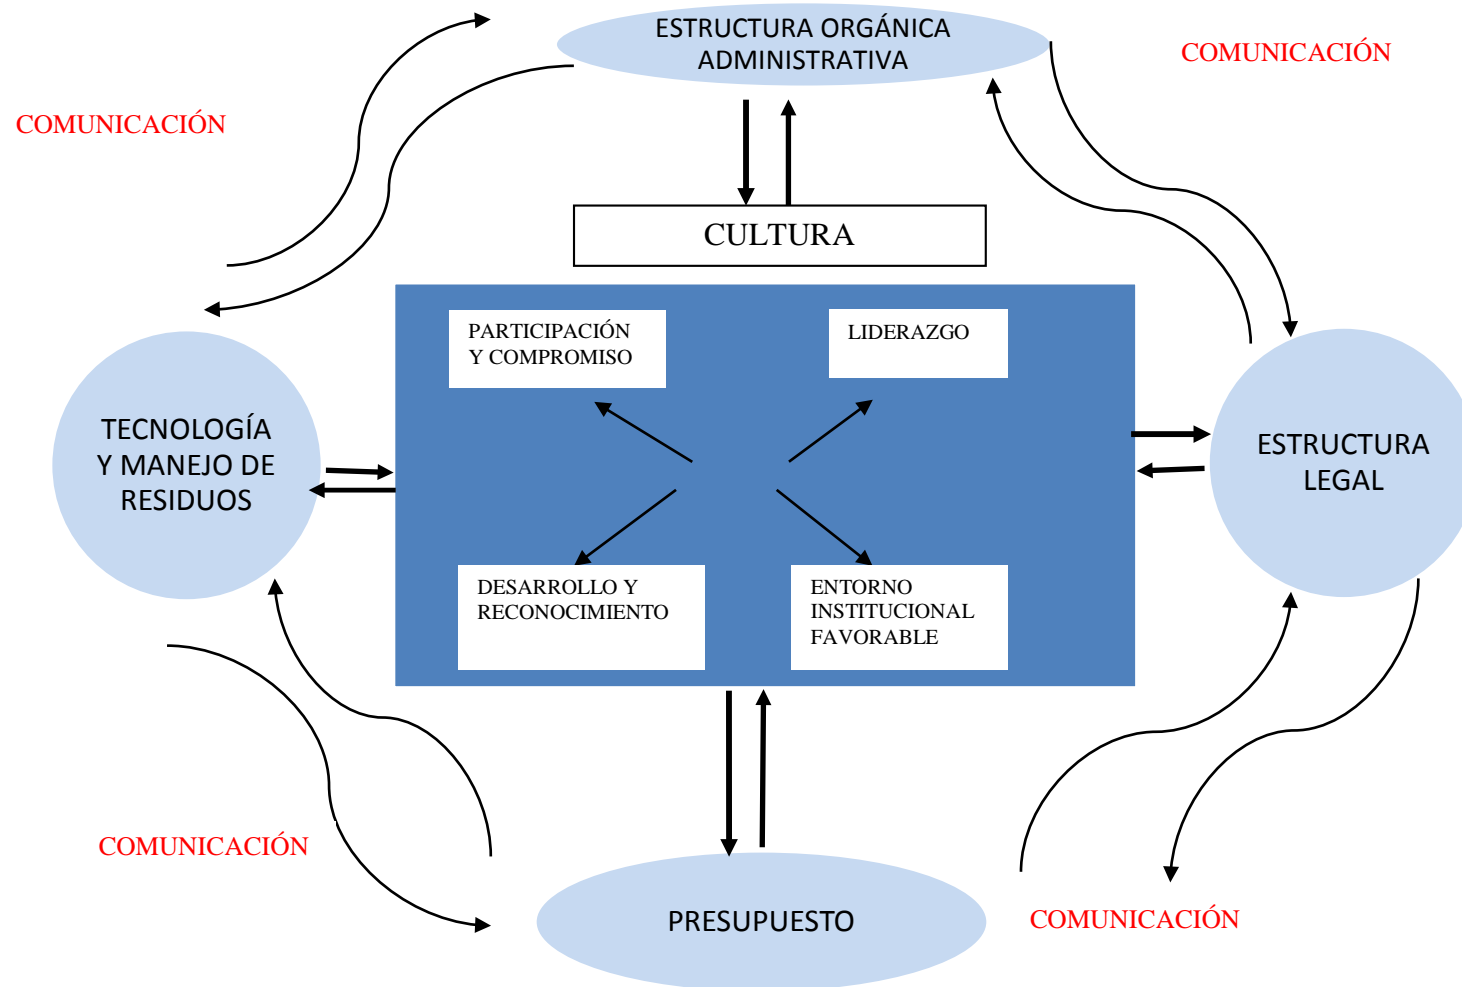 ESTRUCTURA ORGÁNICA
ADMINISTRATIVA
COMUNICACIÓN
COMUNICACIÓN
CULTURA
PARTICIPACIÓN
Y COMPROMISO
LIDERAZGO
TECNOLOGÍA
Y MANEJO DE
RESIDUOS
ESTRUCTURA
LEGAL
DESARROLLO Y
RECONOCIMIENTO
ENTORNO
INSTITUCIONAL
FAVORABLE
COMUNICACIÓN
PRESUPUESTO
COMUNICACIÓN